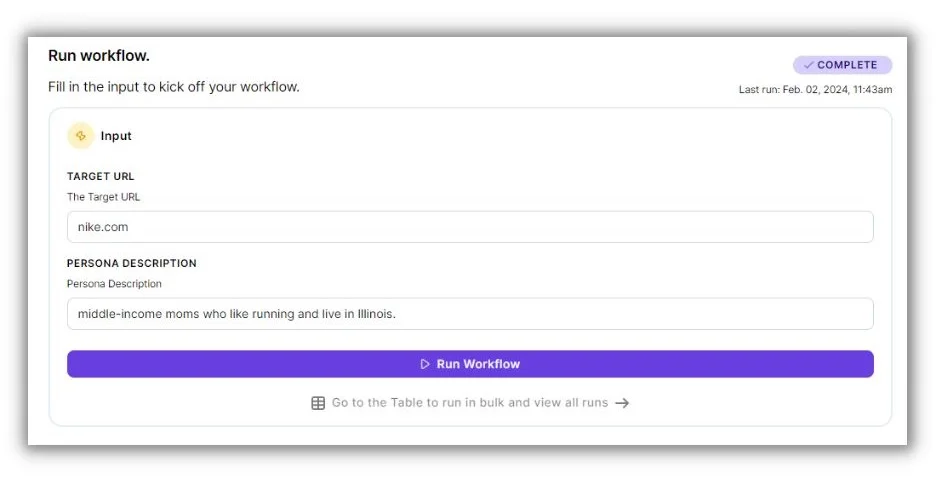 Run workflow.
COMPLETE
Fill in the input to kick off your workflow.
Last run: Feb. 02, 2024, 11:43am
Input
TARGET URL
The Target URL
nike.com
PERSONA DESCRIPTION
Persona Description
middle-income moms who like running and live in Illinois.
Run Workflow
Go to the Table to run in bulk and view all runs →